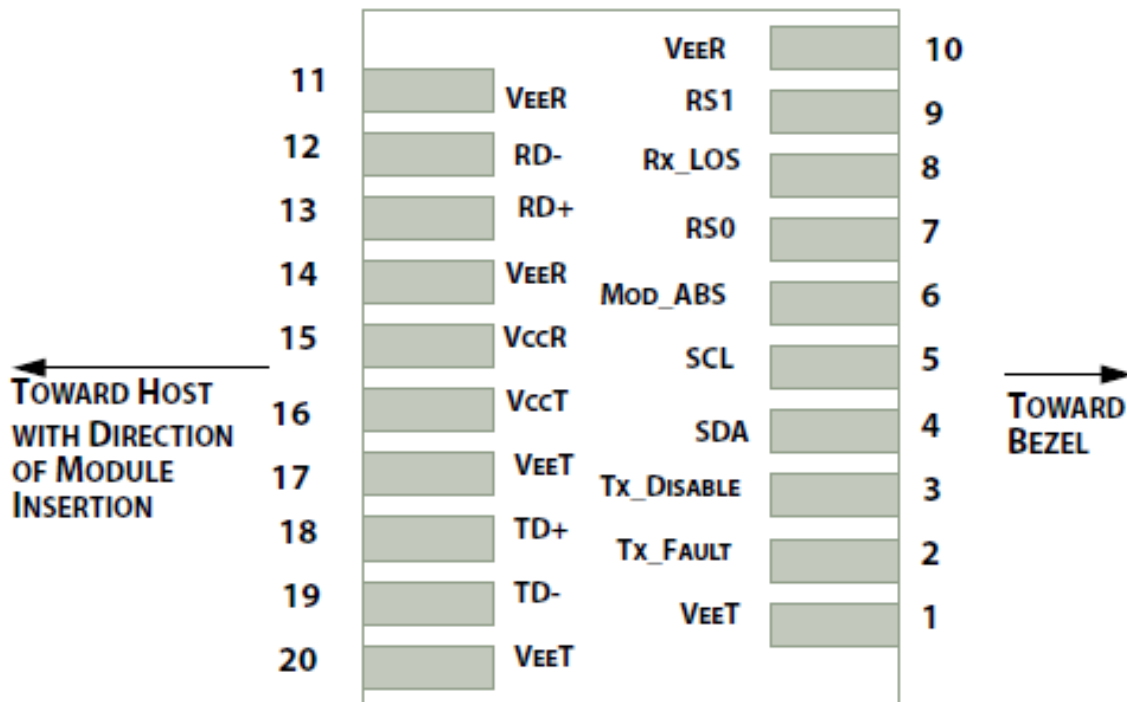 11 VEER
12 RD-
13 RD+
14 VEER
15 VCCR
16 VCCT
17 VEET
18 TD+
19 TD-
20 VEET
VEER 10
RS1 9
RX_LOS 8
RS0 7
MOD_ABS 6
SCL 5
SDA 4
TX_DISABLE 3
TX_FAULT 2
VEET 1
TOWARD HOST
WITH DIRECTION
OF MODULE
INSERTION
TOWARD
BEZEL